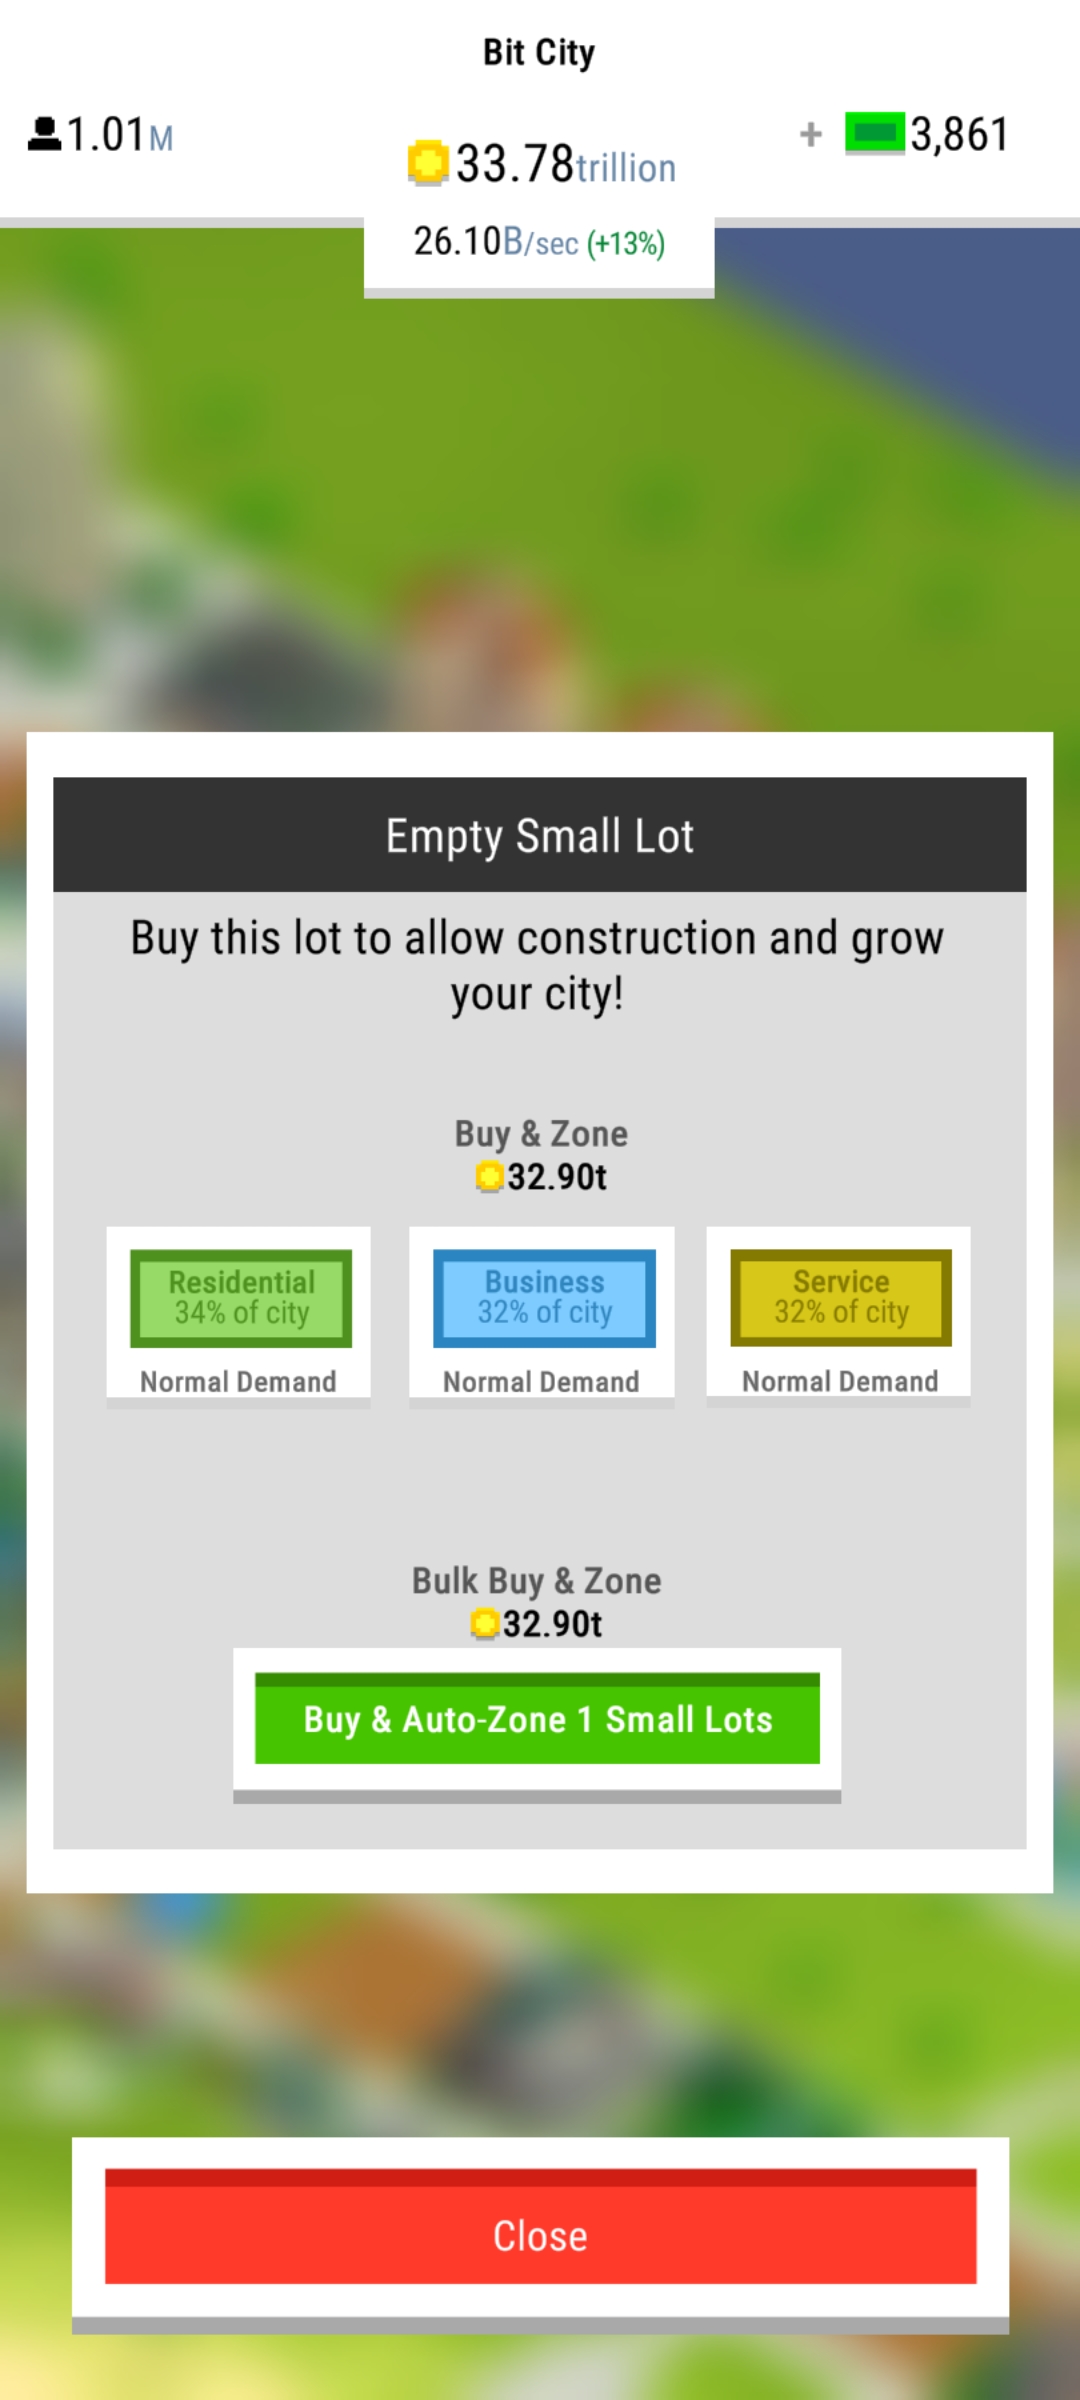 Bit City
1.01M
33.78trillion
+ 3,861
26.10B/sec (+13%)
Empty Small Lot
Buy this lot to allow construction and grow
your city!
Buy & Zone
32.90t
Residential
34% of city
Normal Demand
Business
32% of city
Normal Demand
Service
32% of city
Normal Demand
Bulk Buy & Zone
32.90t
Buy & Auto-Zone 1 Small Lots
Close